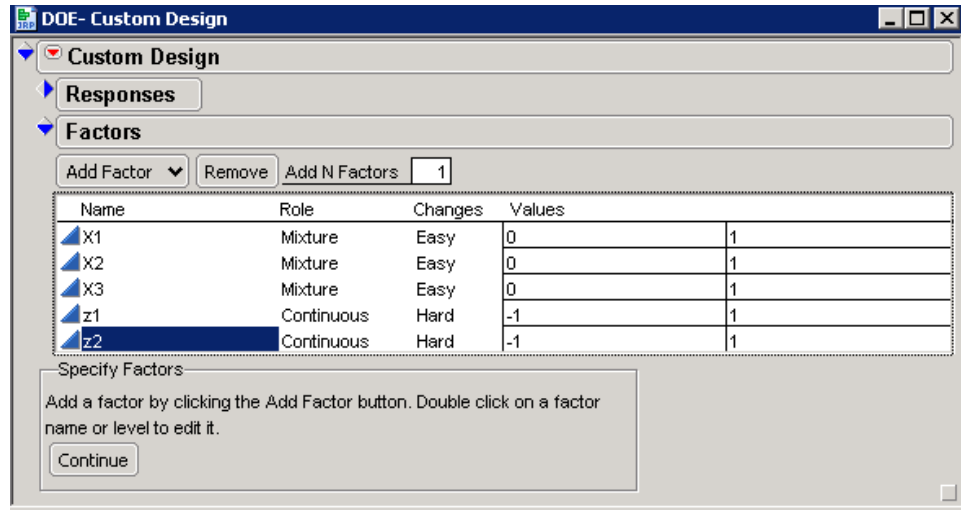 JRP DOE- Custom Design
Custom Design
Responses
Factors
Add Factor Remove Add N Factors 1
Name Role Changes Values
X1 Mixture Easy 0 1
X2 Mixture Easy 0 1
X3 Mixture Easy 0 1
z1 Continuous Hard -1 1
z2 Continuous Hard -1 1
Specify Factors
Add a factor by clicking the Add Factor button. Double click on a factor
name or level to edit it.
Continue